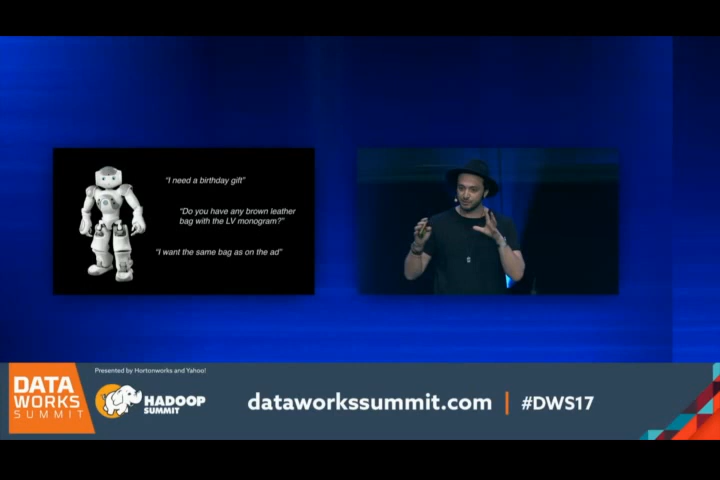 "I need a birthday gift"
"Do you have any brown leather
bag with the LV monogram?"
"I want the same bag as on the ad"
Presented by Hortonworks and Yahoo!
DATA
WORKS
SUMMIT
HADOOP
SUMMIT
dataworkssummit.com | #DWS17